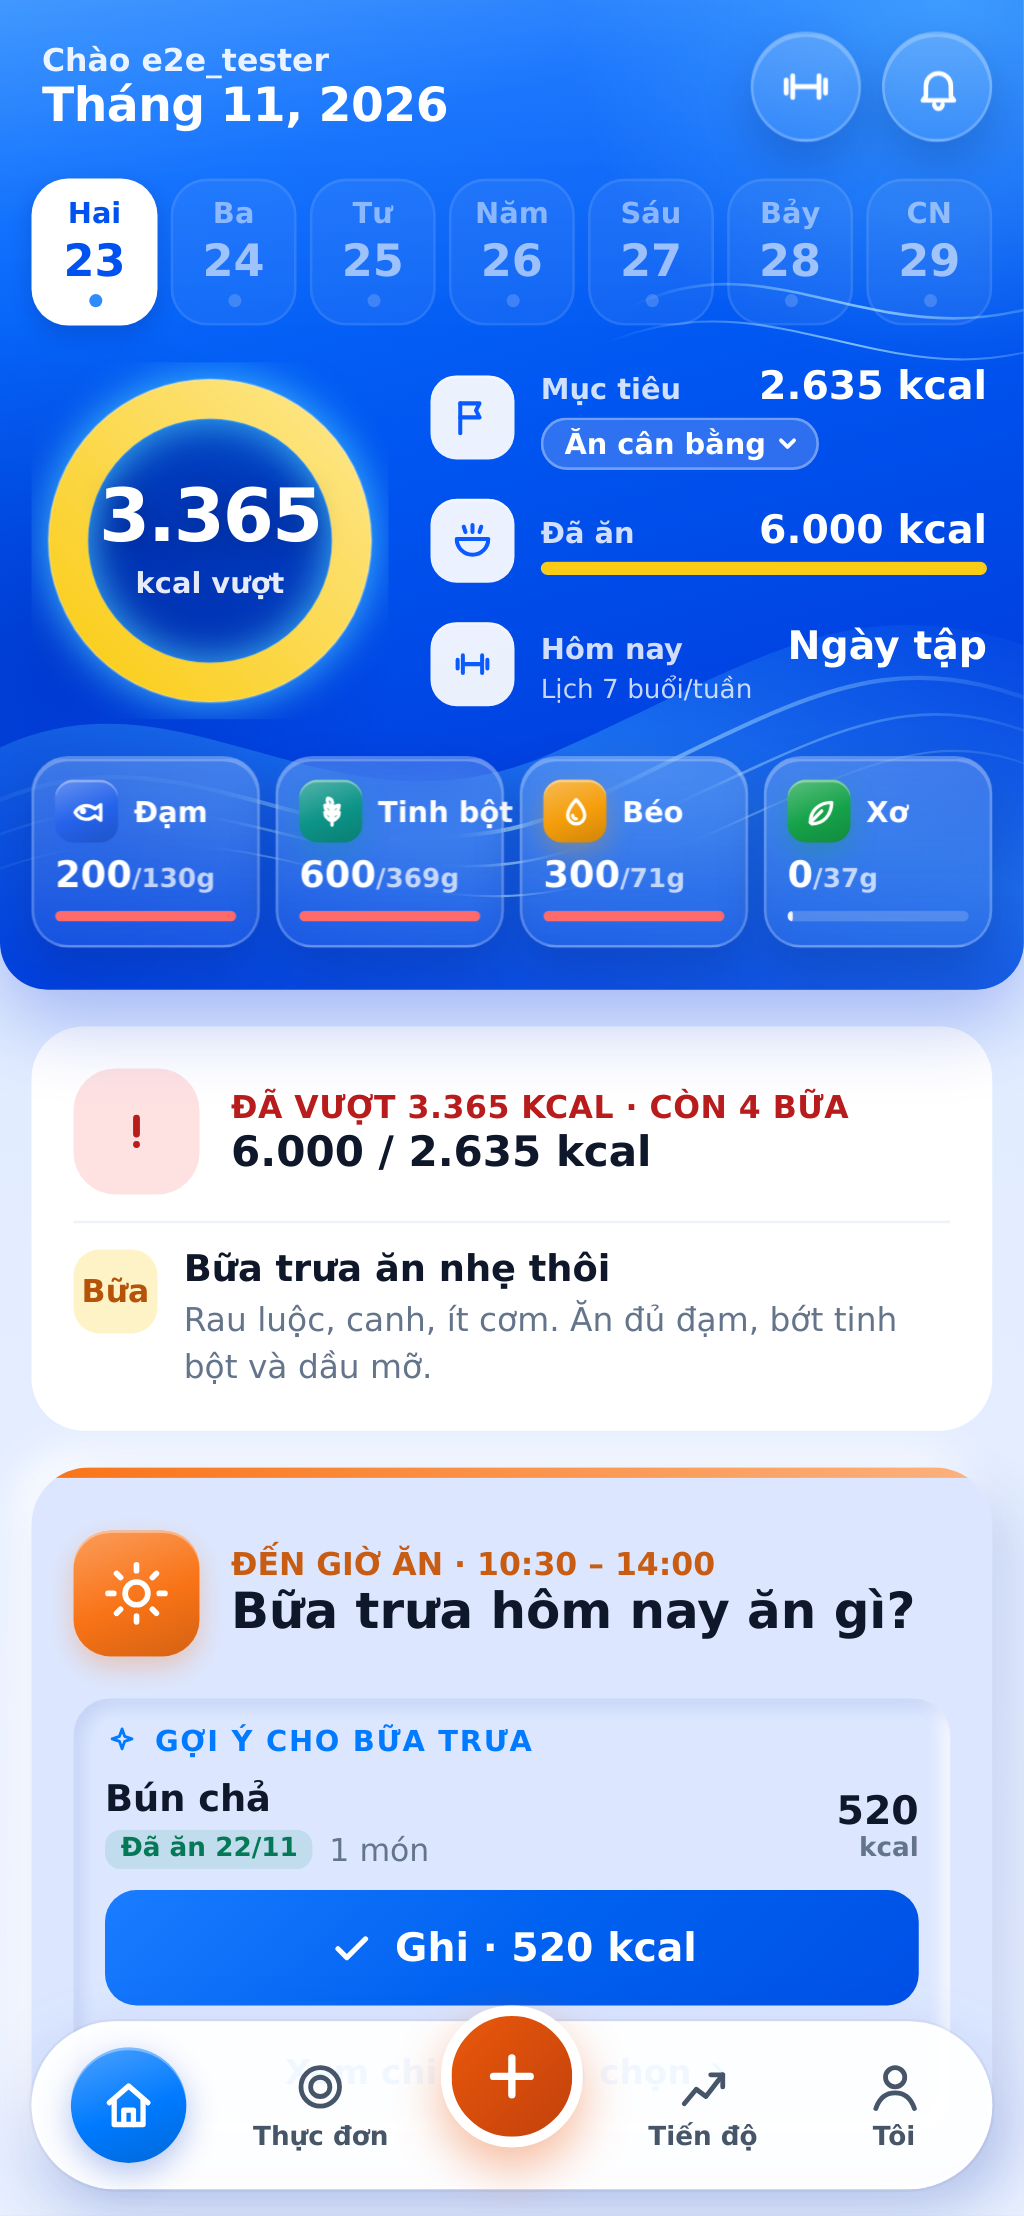 Chào e2e_tester
Tháng 11, 2026
Hai
23
Ba
24
Tư
25
Năm
26
Sáu
27
Bảy
28
CN
29
3.365
kcal vượt
Mục tiêu 2.635 kcal
Ăn cân bằng
Đã ăn 6.000 kcal
Hôm nay Ngày tập
Lịch 7 buổi/tuần
Đạm
200/130g
Tinh bột
600/369g
Béo
300/71g
Xơ
0/37g
ĐÃ VƯỢT 3.365 KCAL · CÒN 4 BỮA
6.000 / 2.635 kcal
Bữa
Bữa trưa ăn nhẹ thôi
Rau luộc, canh, ít cơm. Ăn đủ đạm, bớt tinh
bột và dầu mỡ.
ĐẾN GIỜ ĂN · 10:30 – 14:00
Bữa trưa hôm nay ăn gì?
GỢI Ý CHO BỮA TRƯA
Bún chả
520
kcal
Đã ăn 22/11 1 món
Ghi · 520 kcal
chọn
Thực đơn
Tiến độ
Tôi